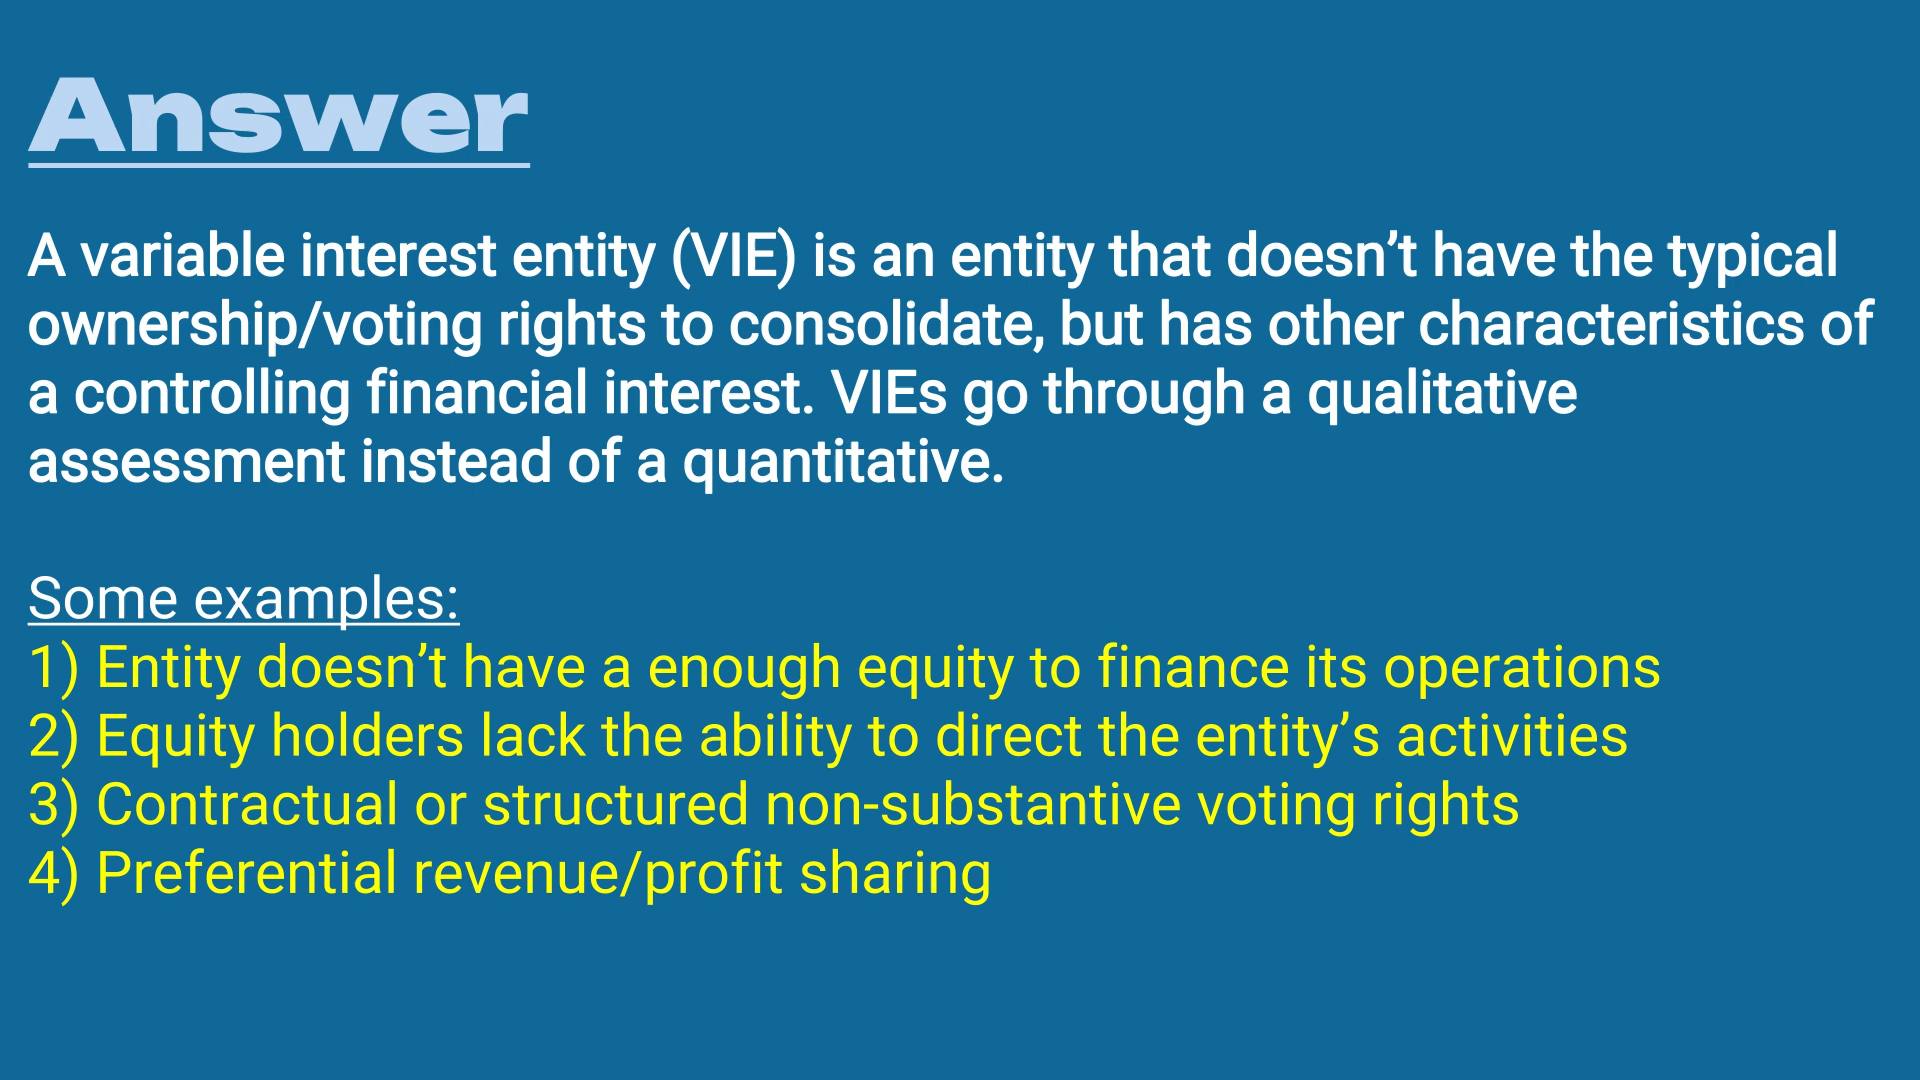 Answer
A variable interest entity (VIE) is an entity that doesn’t have the typical
ownership/voting rights to consolidate, but has other characteristics of
a controlling financial interest. VIEs go through a qualitative
assessment instead of a quantitative.
Some examples:
1) Entity doesn’t have a enough equity to finance its operations
2) Equity holders lack the ability to direct the entity’s activities
3) Contractual or structured non-substantive voting rights
4) Preferential revenue/profit sharing